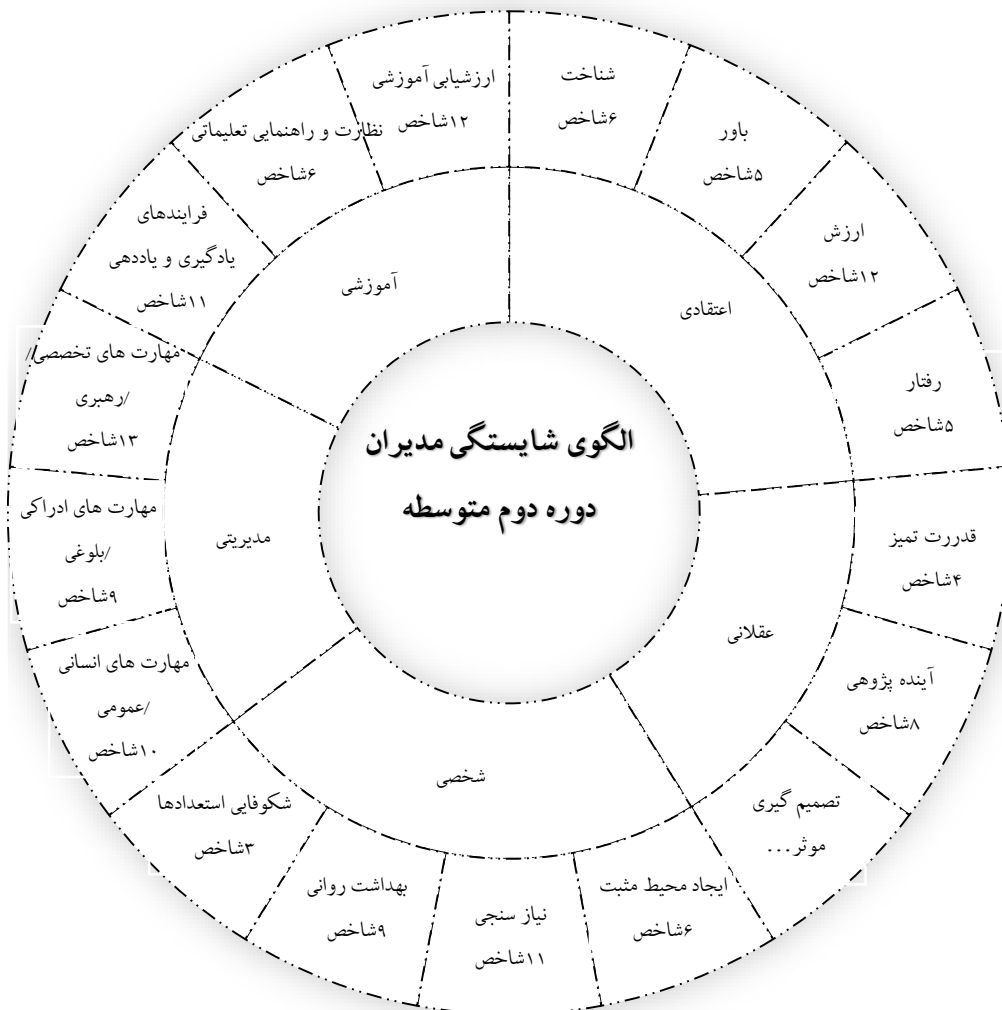 الگوی شایستگی مدیران
دوره دوم متوسطه
اعتقادی
شناخت
۶شاخص
باور
۵شاخص
ارزش
۱۲شاخص
رفتار
۵شاخص
عقلانی
قدررت تمیز
۴شاخص
آینده پژوهی
۸شاخص
تصمیم گیری
موثر...
شخصی
ایجاد محیط مثبت
۶شاخص
نیاز سنجی
۱۱شاخص
بهداشت روانی
۹شاخص
شکوفایی استعدادها
۳شاخص
مدیریتی
مهارت های انسانی
/عمومی
۱۰شاخص
مهارت های ادراکی
/بلوغی
۹شاخص
مهارت های تخصصی/
/رهبری
۱۳شاخص
آموزشی
فرایندهای
یادگیری و یاددهی
۱۱شاخص
نظارت و راهنمایی تعلیماتی
۶شاخص
ارزشیابی آموزشی
۱۲شاخص